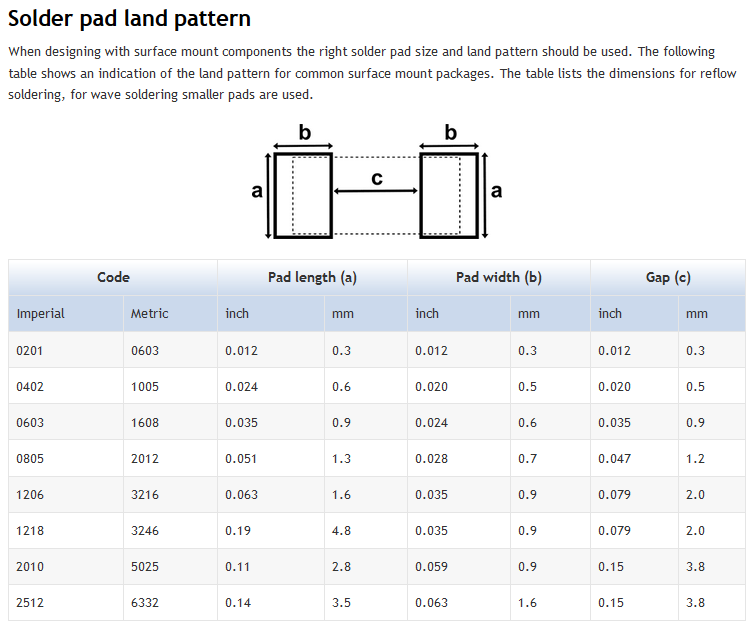 Solder pad land pattern
When designing with surface mount components the right solder pad size and land pattern should be used. The following
table shows an indication of the land pattern for common surface mount packages. The table lists the dimensions for reflow
soldering, for wave soldering smaller pads are used.
b b
a c a
Code Pad length (a) Pad width (b) Gap (c)
Imperial Metric inch mm inch mm inch mm
0201 0603 0.012 0.3 0.012 0.3 0.012 0.3
0402 1005 0.024 0.6 0.020 0.5 0.020 0.5
0603 1608 0.035 0.9 0.024 0.6 0.035 0.9
0805 2012 0.051 1.3 0.028 0.7 0.047 1.2
1206 3216 0.063 1.6 0.035 0.9 0.079 2.0
1218 3246 0.19 4.8 0.035 0.9 0.079 2.0
2010 5025 0.11 2.8 0.059 0.9 0.15 3.8
2512 6332 0.14 3.5 0.063 1.6 0.15 3.8